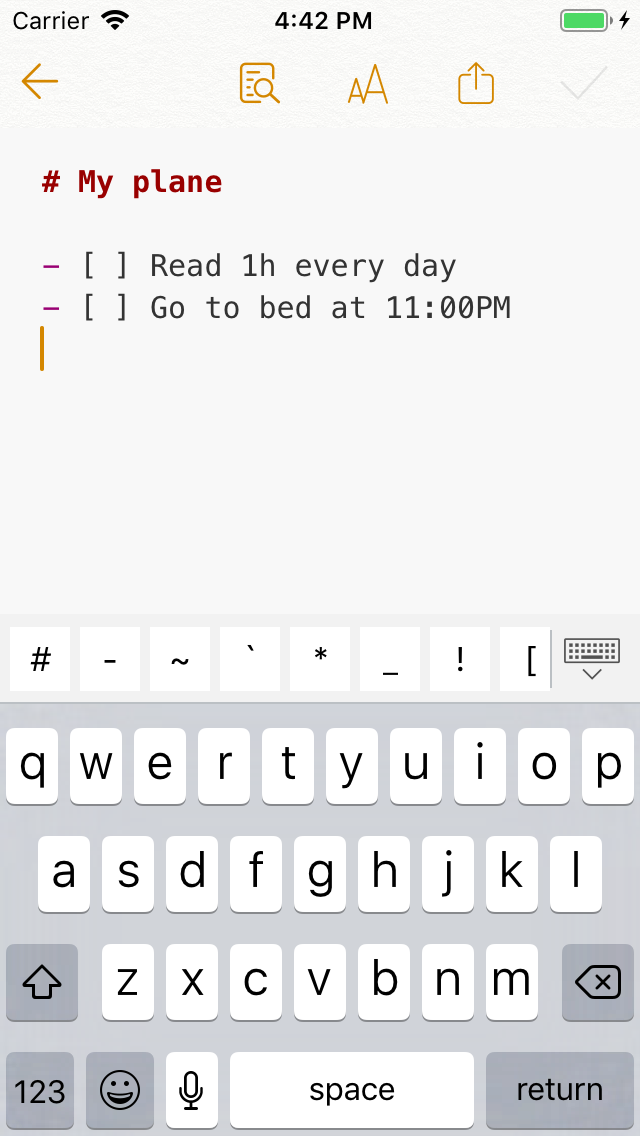 Carrier 4:42 PM
AA
# My plane
- [ ] Read 1h every day
- [ ] Go to bed at 11:00PM
# - ~ ` * _ ! [
q w e r t y u i o p
a s d f g h j k l
z x c v b n m
123 space return